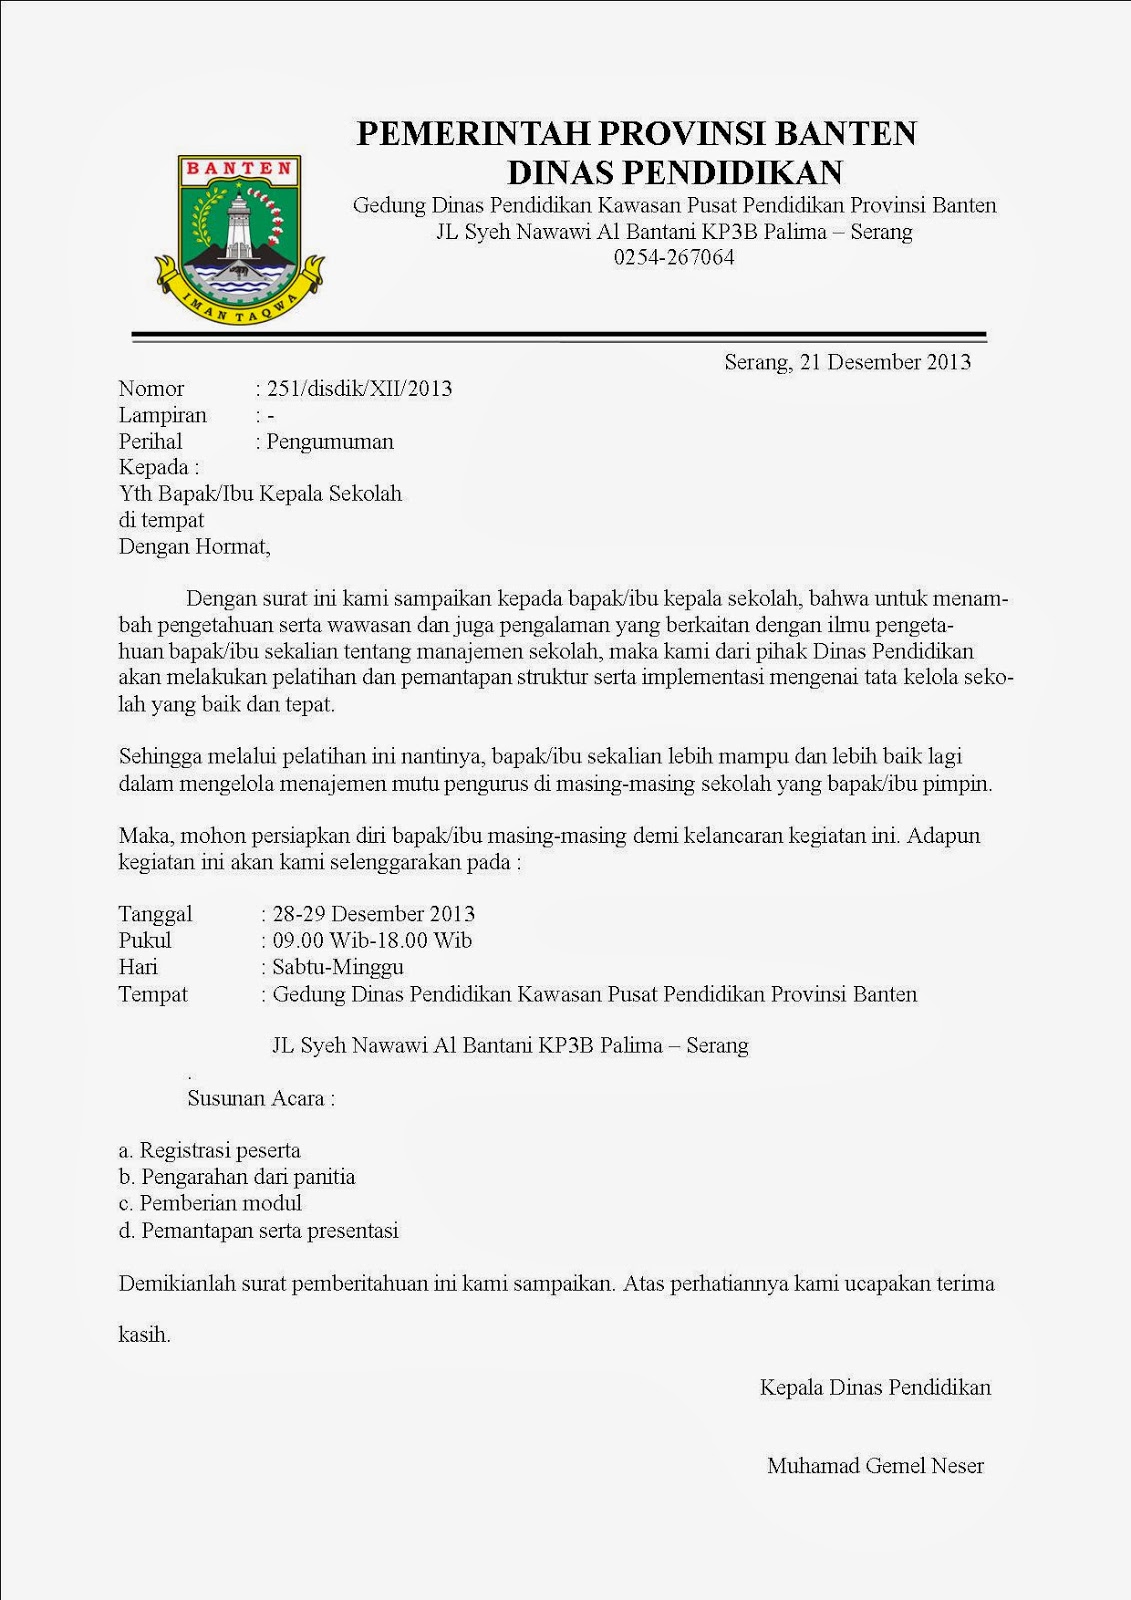 PEMERINTAH PROVINSI BANTEN
DINAS PENDIDIKAN
Gedung Dinas Pendidikan Kawasan Pusat Pendidikan Provinsi Banten
JL Syeh Nawawi Al Bantani KP3B Palima – Serang
0254-267064
BANTEN
IMAN TAQWA
Serang, 21 Desember 2013
Nomor : 251/disdik/XII/2013
Lampiran : -
Perihal : Pengumuman
Kepada :
Yth Bapak/Ibu Kepala Sekolah
di tempat
Dengan Hormat,
Dengan surat ini kami sampaikan kepada bapak/ibu kepala sekolah, bahwa untuk menam-
bah pengetahuan serta wawasan dan juga pengalaman yang berkaitan dengan ilmu pengeta-
huan bapak/ibu sekalian tentang manajemen sekolah, maka kami dari pihak Dinas Pendidikan
akan melakukan pelatihan dan pemantapan struktur serta implementasi mengenai tata kelola seko-
lah yang baik dan tepat.
Sehingga melalui pelatihan ini nantinya, bapak/ibu sekalian lebih mampu dan lebih baik lagi
dalam mengelola menajemen mutu pengurus di masing-masing sekolah yang bapak/ibu pimpin.
Maka, mohon persiapkan diri bapak/ibu masing-masing demi kelancaran kegiatan ini. Adapun
kegiatan ini akan kami selenggarakan pada :
Tanggal : 28-29 Desember 2013
Pukul : 09.00 Wib-18.00 Wib
Hari : Sabtu-Minggu
Tempat : Gedung Dinas Pendidikan Kawasan Pusat Pendidikan Provinsi Banten
JL Syeh Nawawi Al Bantani KP3B Palima – Serang
.
Susunan Acara :
a. Registrasi peserta
b. Pengarahan dari panitia
c. Pemberian modul
d. Pemantapan serta presentasi
Demikianlah surat pemberitahuan ini kami sampaikan. Atas perhatiannya kami ucapakan terima
kasih.
Kepala Dinas Pendidikan
Muhamad Gemel Neser